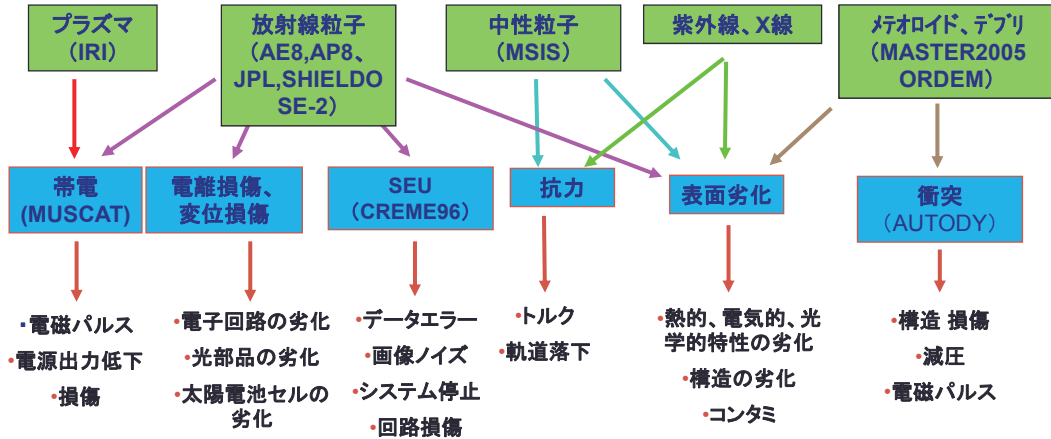 プラズマ
(IRI)
放射線粒子
(AE8,AP8、
JPL,SHIELDO
SE-2)
中性粒子
(MSIS)
紫外線、X線
メテオロイド、デブリ
(MASTER2005
ORDEM)
帯電
(MUSCAT)
電離損傷、
変位損傷
SEU
(CREME96)
抗力
表面劣化
衝突
(AUTODY)
・電磁パルス
•電源出力低下
•損傷
•電子回路の劣化
•光部品の劣化
•太陽電池セルの
劣化
•データエラー
•画像ノイズ
•システム停止
•回路損傷
•トルク
•軌道落下
•熱的、電気的、光
学的特性の劣化
•構造の劣化
•コンタミ
•構造 損傷
•減圧
•電磁パルス